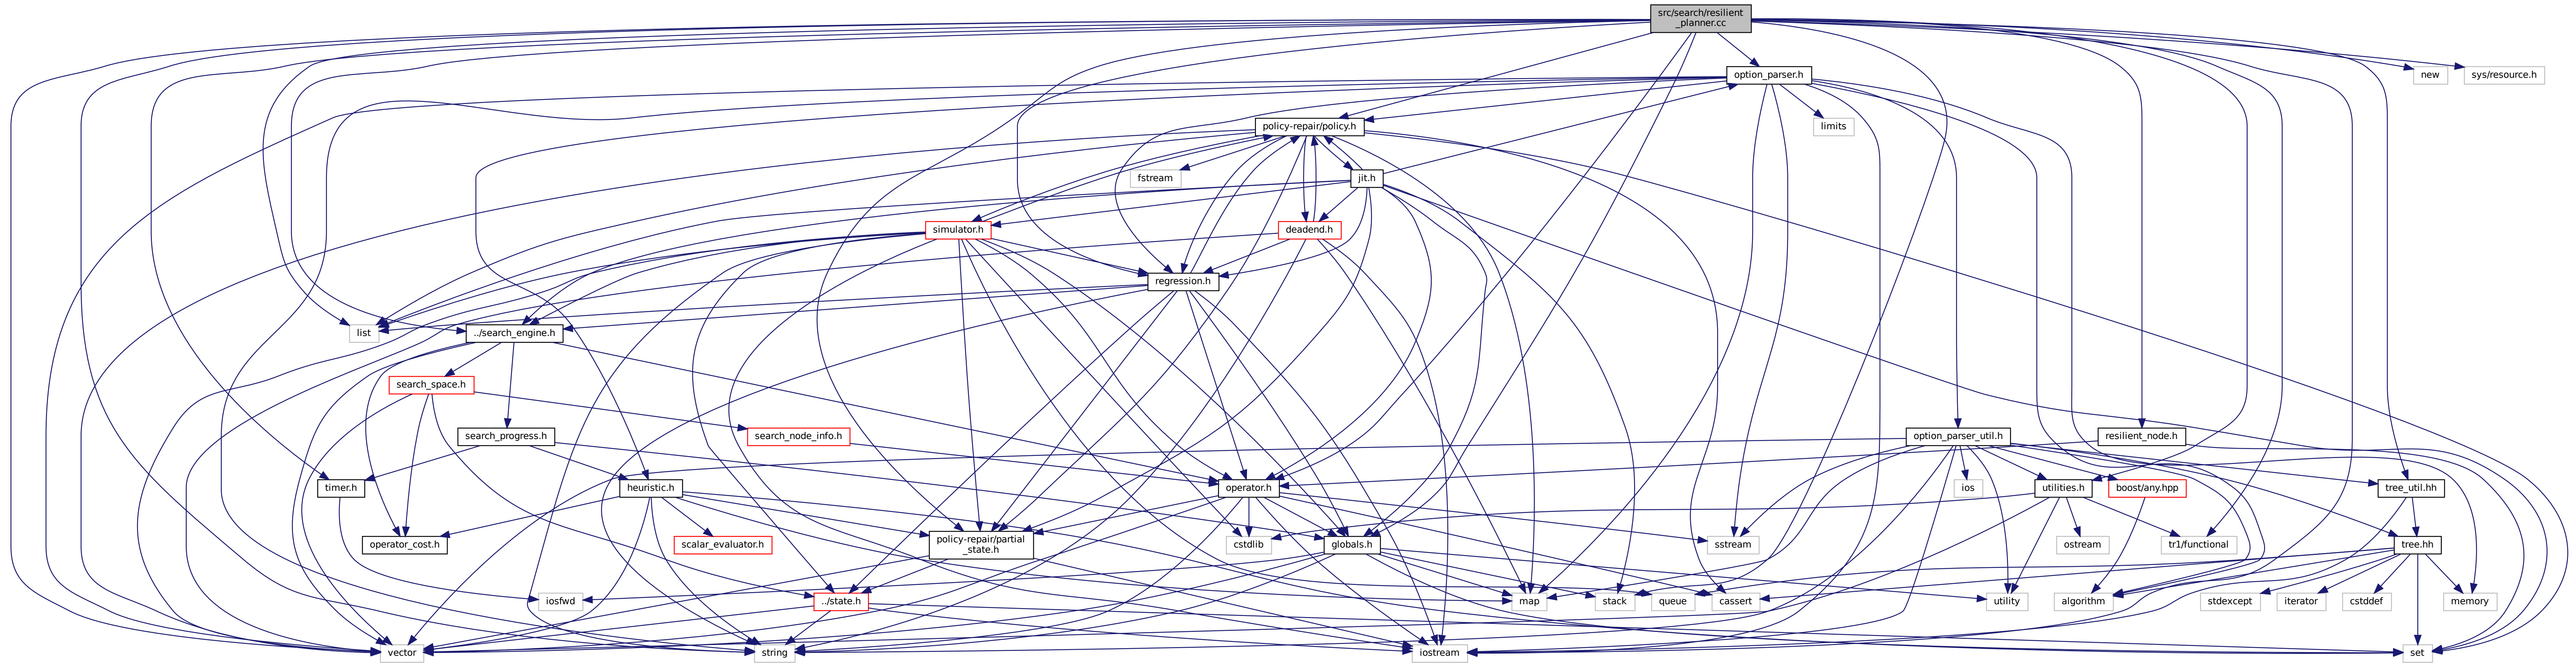 src/search/resilient
_planner.cc
option_parser.h
new
sys/resource.h
policy-repair/policy.h
limits
fstream
jit.h
simulator.h
deadend.h
regression.h
list
../search_engine.h
search_space.h
search_progress.h
search_node_info.h
option_parser_util.h
resilient_node.h
timer.h
heuristic.h
operator.h
ios
utilities.h
boost/any.hpp
tree_util.hh
operator_cost.h
scalar_evaluator.h
policy-repair/partial
_state.h
cstdlib
globals.h
sstream
ostream
tr1/functional
tree.hh
iosfwd
../state.h
map
stack
queue
cassert
utility
algorithm
stdexcept
iterator
cstddef
memory
vector
string
iostream
set